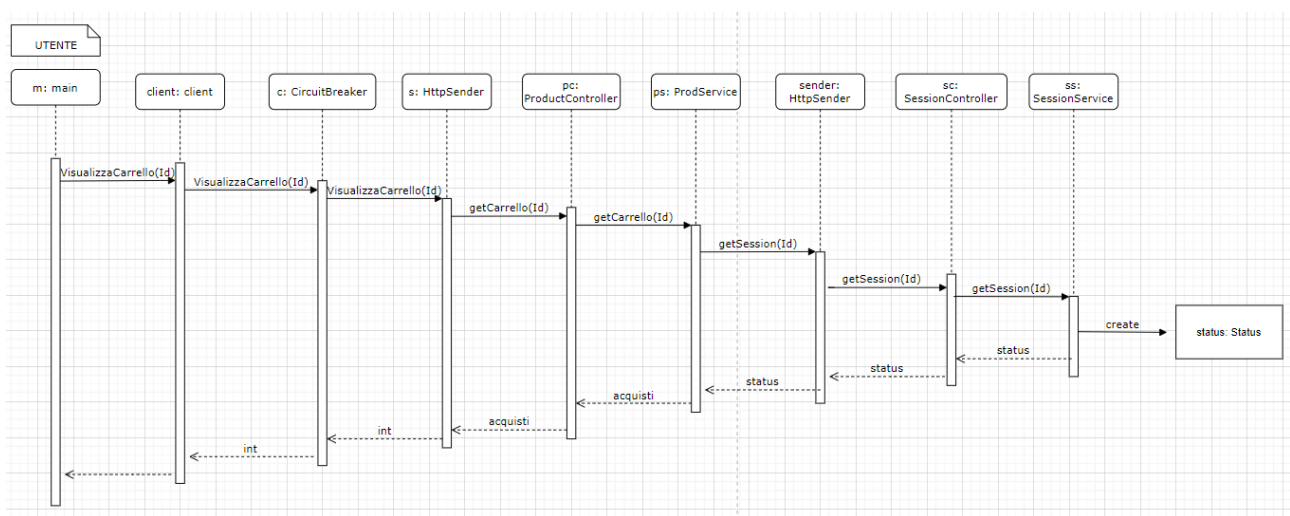 UTENTE
m: main
client: client
c: CircuitBreaker
s: HttpSender
pc:
ProductController
ps: ProdService
sender:
HttpSender
sc:
SessionController
ss:
SessionService
VisualizzaCarrello(Id)
VisualizzaCarrello(Id)
VisualizzaCarrello(Id)
getCarrello(Id)
getCarrello(Id)
getSession(Id)
getSession(Id)
getSession(Id)
create
status: Status
status
status
status
acquisti
acquisti
int
int